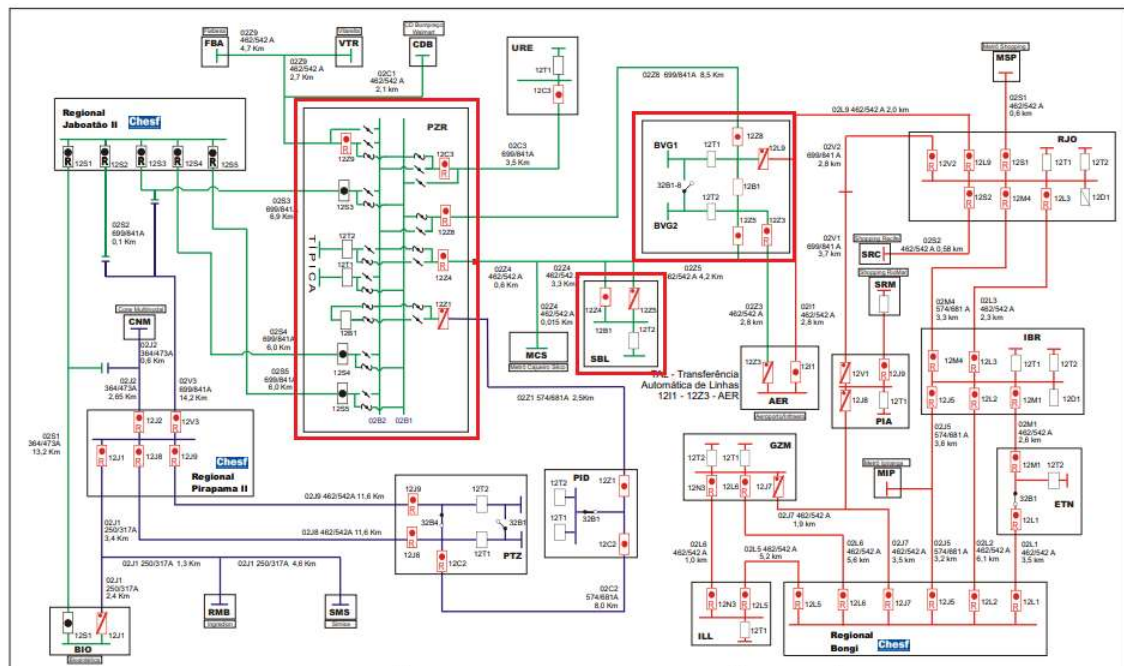 FBA
VTR
CD Bompreço
Walmart
CDB
02Z9
462/542 A
4,7 Km
02Z9
462/542 A
2,7 Km
02C1
462/542 A
2,1 km
URE
12T1
12C3
02C3
699/841A
3,5 Km
02Z8 699/841A 8,5 Km
Metrô Shopping
MSP
02S1
462/542 A
0,6 km
02L9 462/542 A 2,0 km
Regional
Jaboatão II
Chesf
12S1
12S2
12S3
12S4
12S5
02S2
699/841A
0,1 Km
02S3
699/841A
6,9 Km
02S4
699/841A
6,0 Km
02S5
699/841A
6,0 Km
PZR
12Z9
12C3
12S3
12Z8
12T2
12T1
12Z4
12Z1
12B1
12S4
12S5
TÍPICA
02B2
02B1
BVG1
BVG2
12T1
12T2
12Z8
12L9
32B1-8
12B1
12Z5
12Z3
02V2
699/841A
2,8 Km
02V1
699/841A
3,7 Km
RJO
12V2
12L9
12S1
12T1
12T2
12S2
12M4
12L3
12D1
Shopping Recife
SRC
02S2
462/542 A 0,58 km
Shopping RioMar
SRM
02Z4
462/542 A
0,6 Km
02Z4
462/542 A
3,3 Km
02Z4
462/542 A
0,015 Km
02Z5
462/542 A 4,2 Km
MCS
12Z4
12Z5
12B1
12T2
SBL
02Z3
462/542 A
2,8 km
02I1
462/542 A
2,8 km
TAL - Transferência
Automática de Linhas
12I1 - 12Z3 - AER
12Z3
12I1
AER
02Z1 574/681A 2,5Km
12V1
12J9
12J8
12T1
PIA
02M4
574/681 A
3,3 km
02L3
462/542 A
2,3 km
IBR
12M4
12L3
12T1
12T2
12J5
12L2
12M1
12D1
CNM
02J2
364/473A
0,6 Km
02J2
364/473A
2,65 Km
02V3
699/841A
14,2 Km
02S1
364/473A
13,2 Km
12J2
12V3
12J1
12J8
12J9
Chesf
Regional
Pirapama II
02J1
250/317A
3,4 Km
02J1 250/317A 1,3 Km
02J1 250/317A 4,6 Km
02J1
250/317A
2,4 Km
RMB
SMS
12S1
12J1
BIO
02J9 462/542A 11,6 Km
02J8 462/542A 11,6 Km
12J9
12T2
32B4
32B1
12J8
12C2
12T1
PTZ
PID
12T2
12Z1
12T1
32B1
12C2
02C2
574/681A
8,0 Km
GZM
12T2
12T1
12N3
12L6
12J7
02J7 462/542 A
1,9 km
MIP
02J5
574/681 A
3,6 km
02M1
462/542 A
2,6 km
12M1
12T2
32B1
12L1
ETN
02L6
462/542 A
1,0 km
02L5 462/542 A
5,2 km
02L6
462/542 A
5,6 km
02J7
462/542 A
3,5 km
02J5
574/681 A
3,2 km
02L2
462/542 A
6,1 km
02L1
462/542 A
3,5 km
12N3
12L5
12T1
ILL
12L5
12L6
12J7
12J5
12L2
12L1
Regional
Bongi
Chesf